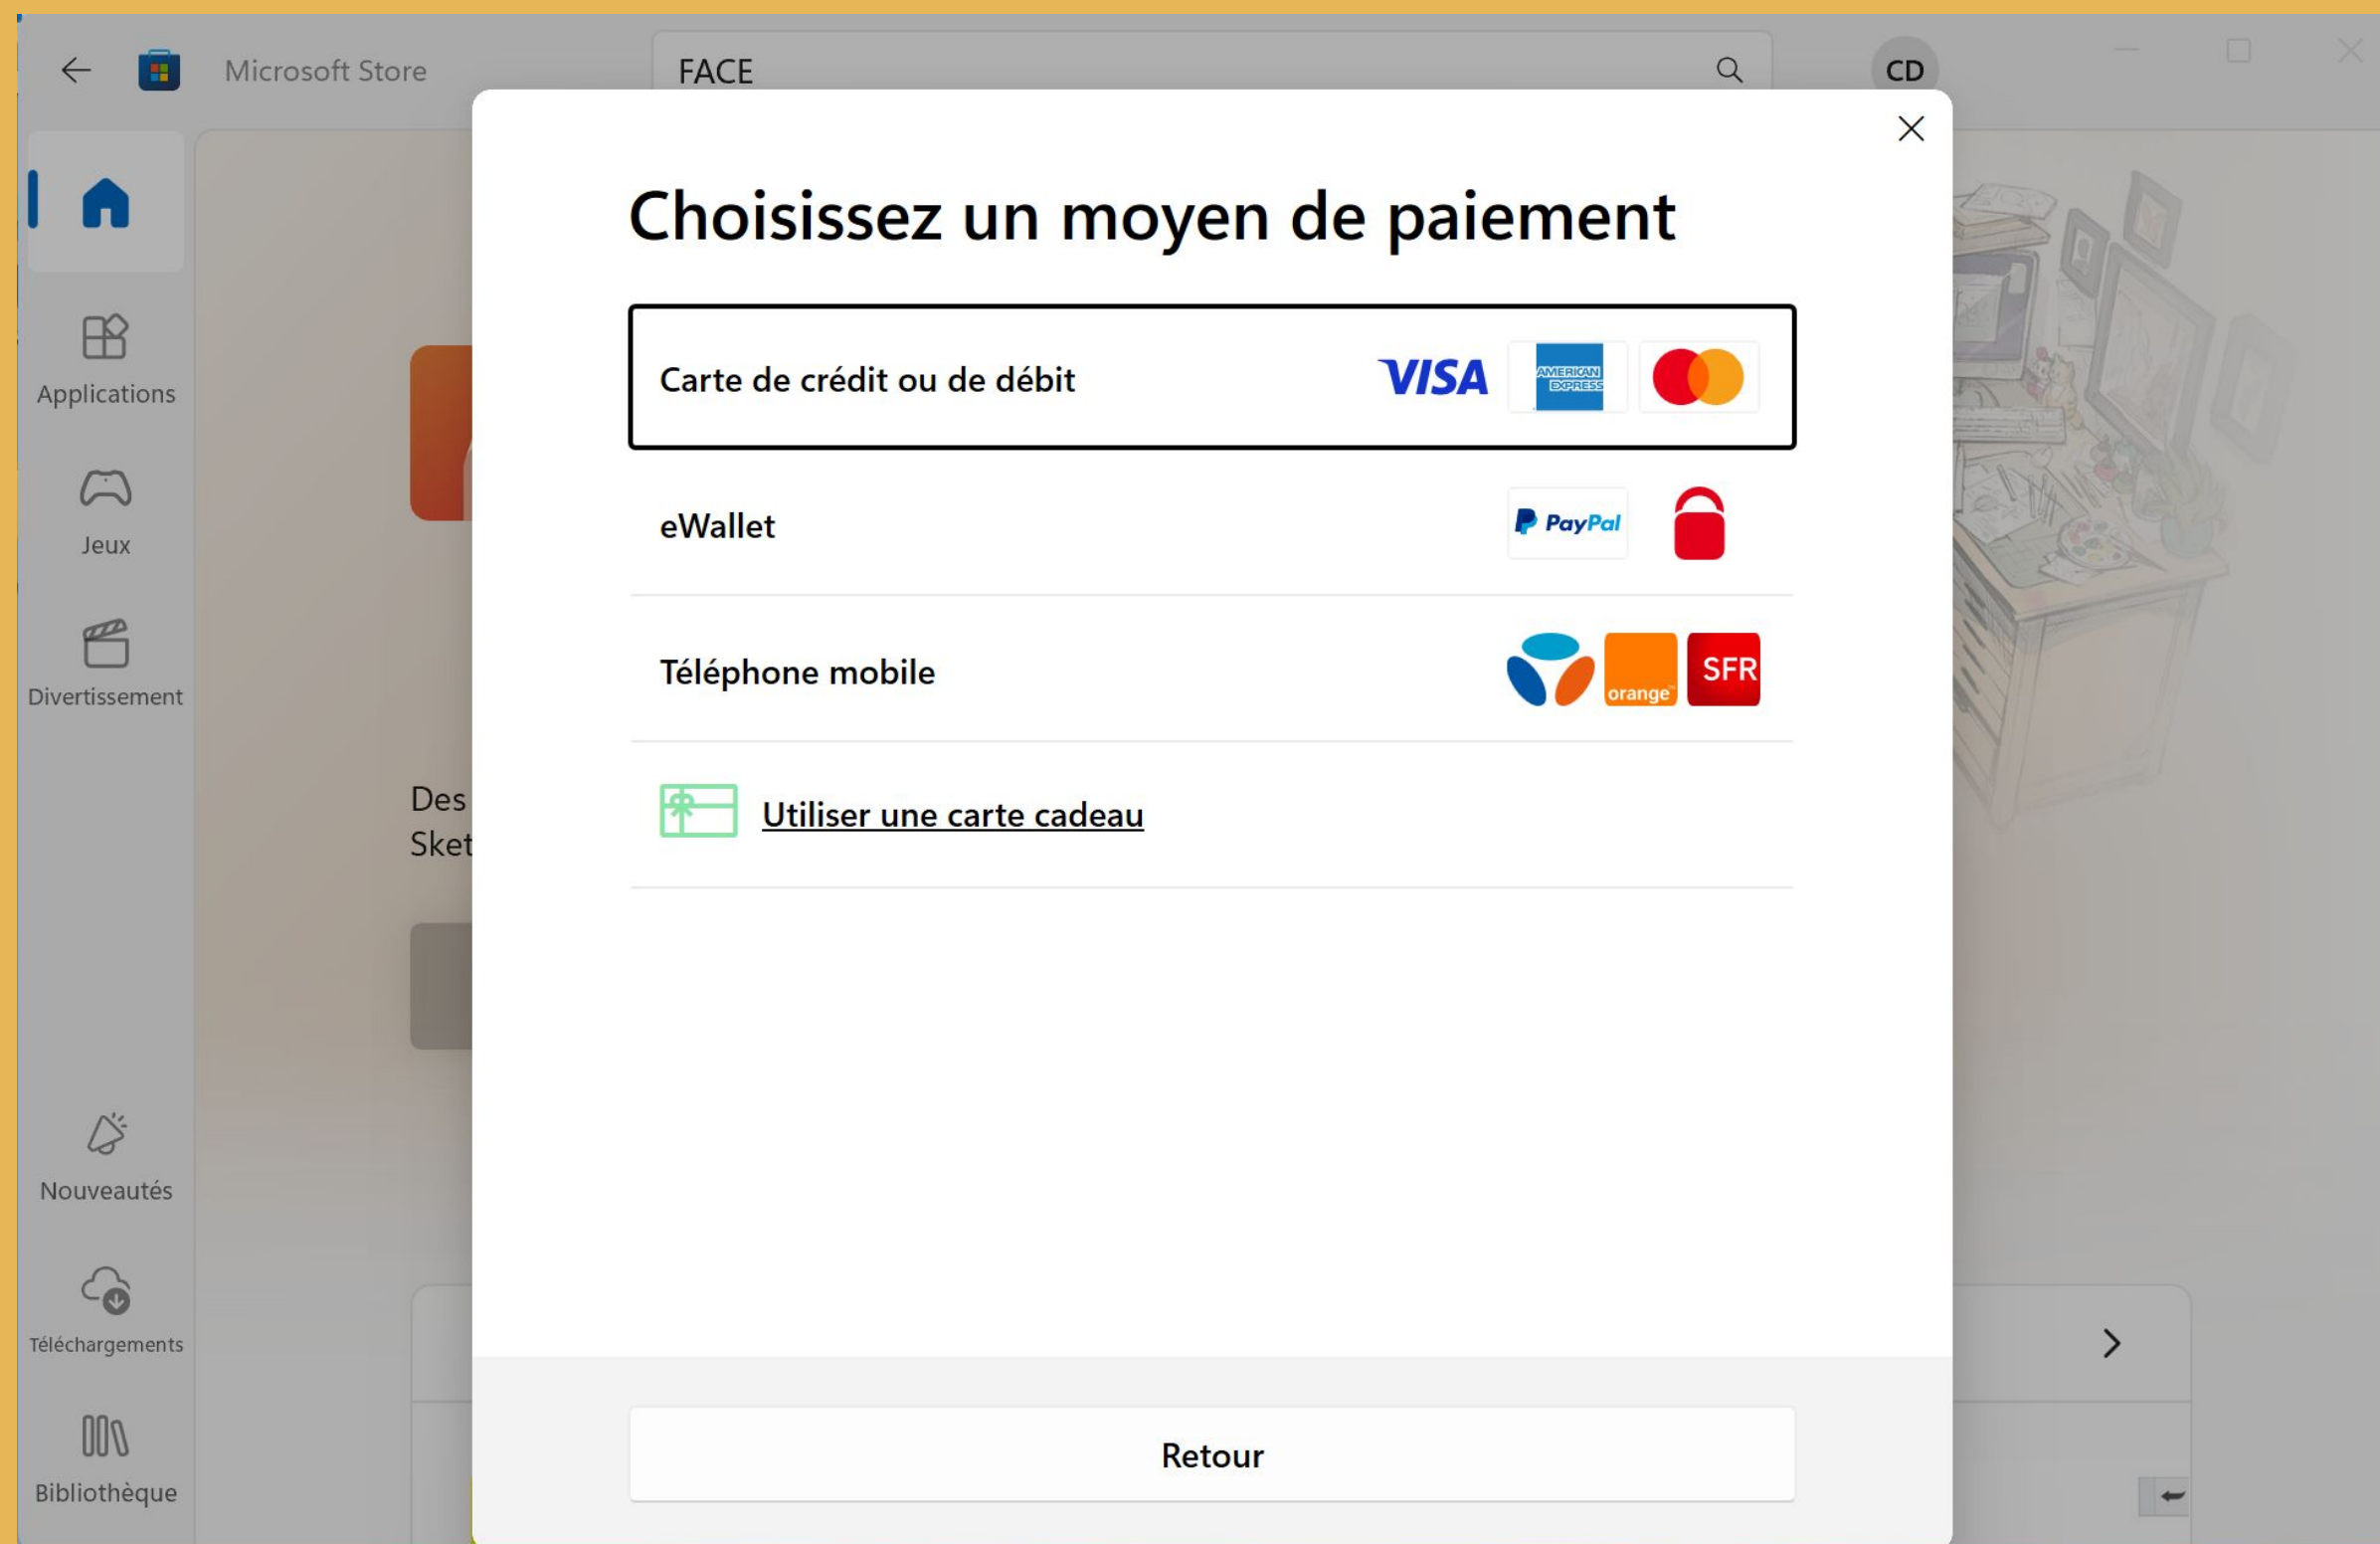 Microsoft Store
FACE
CD
Choisissez un moyen de paiement
Carte de crédit ou de débit
VISA
AMERICAN
EXPRESS
eWallet
PayPal
Téléphone mobile
orange
SFR
Utiliser une carte cadeau
Retour
Applications
Jeux
Divertissement
Des
Sket
Nouveautés
Téléchargements
Bibliothèque